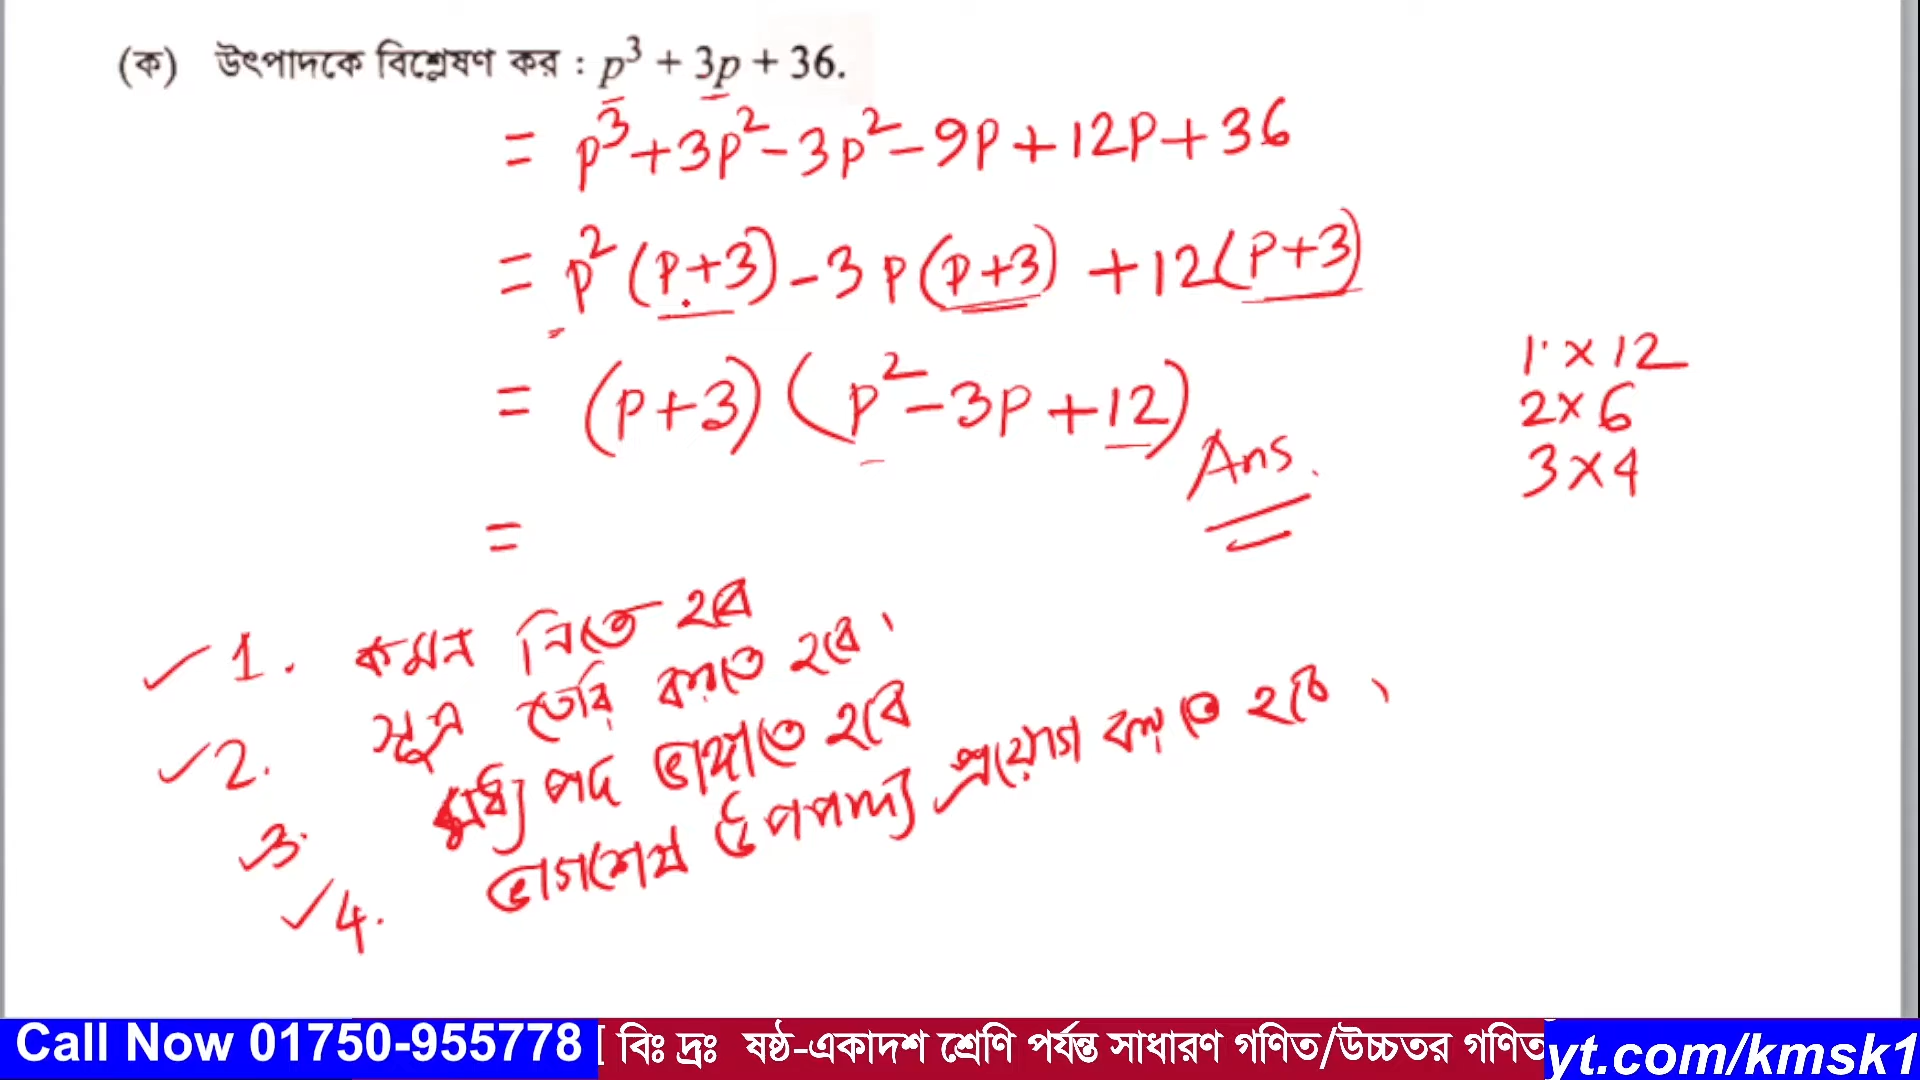 (ক) উৎপাদকে বিশ্লেষণ কর : p³ + 3p + 36.
= p³ + 3p² - 3p² - 9p + 12p + 36
= p² (p+3) - 3p (p+3) + 12 (p+3)
= (p+3) (p² - 3p + 12)
Ans.
1 × 12
2 × 6
3 × 4
=
1. কমন নিতে হবে
2. সূত্র তৈরি করতে হবে।
3. মধ্য পদ ভাঙ্গাতে হবে
4. ভাগশেষ উপপাদ্য প্রয়োগ করতে হবে।
Call Now 01750-955778
[ বিঃ দ্রঃ ষষ্ঠ-একাদশ শ্রেণি পর্যন্ত সাধারণ গণিত/উচ্চতর গণিত
yt.com/kmsk1